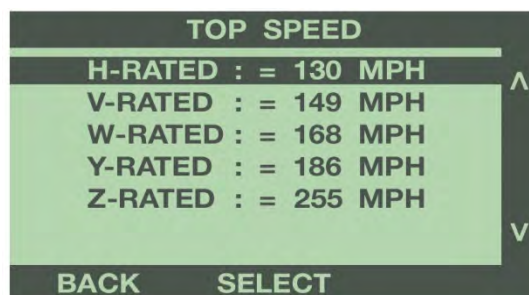 TOP SPEED
H-RATED : = 130 MPH
V-RATED : = 149 MPH
W-RATED : = 168 MPH
Y-RATED : = 186 MPH
Z-RATED : = 255 MPH
BACK SELECT